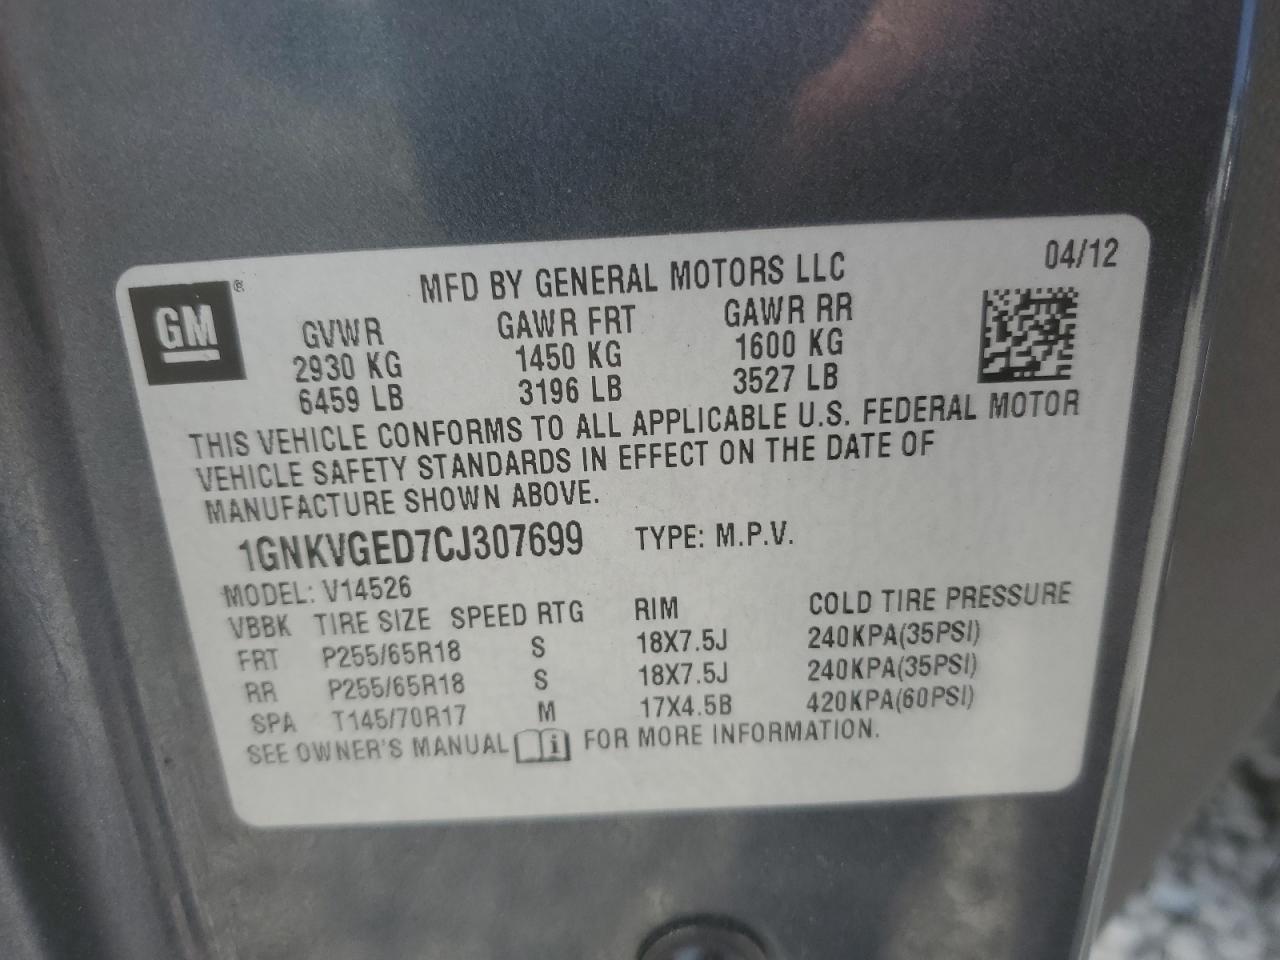 04/12
GM®
MFD BY GENERAL MOTORS LLC
GVWR GAWR FRT GAWR RR
2930 KG 1450 KG 1600 KG
6459 LB 3196 LB 3527 LB
THIS VEHICLE CONFORMS TO ALL APPLICABLE U.S. FEDERAL MOTOR
VEHICLE SAFETY STANDARDS IN EFFECT ON THE DATE OF
MANUFACTURE SHOWN ABOVE.
1GNKVGED7CJ307699 TYPE: M.P.V.
MODEL: V14526
VBBK TIRE SIZE SPEED RTG RIM COLD TIRE PRESSURE
FRT P255/65R18 S 18X7.5J 240KPA(35PSI)
RR P255/65R18 S 18X7.5J 240KPA(35PSI)
SPA T145/70R17 M 17X4.5B 420KPA(60PSI)
SEE OWNER'S MANUAL i FOR MORE INFORMATION.